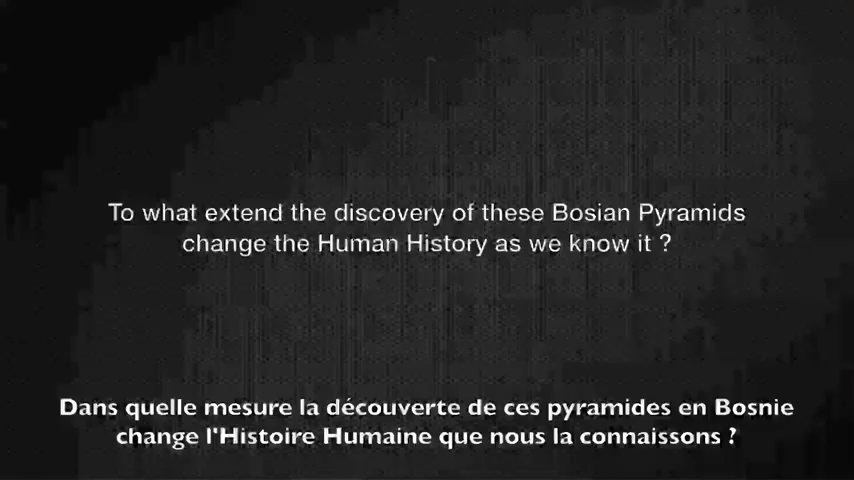 To what extend the discovery of these Bosian Pyramids
change the Human History as we know it ?
Dans quelle mesure la découverte de ces pyramides en Bosnie
change l'Histoire Humaine que nous la connaissons ?